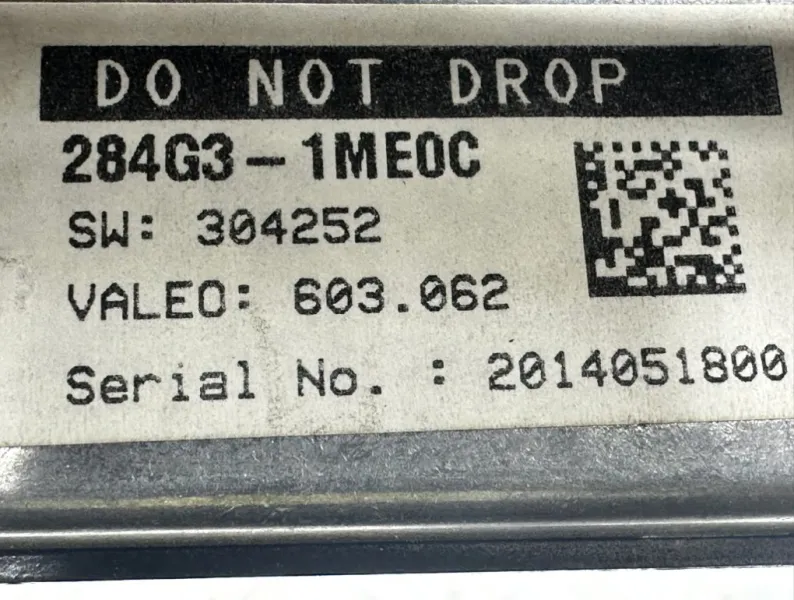 DO NOT DROP
284G3-1ME0C
SW: 304252
VALEO: 603.062
Serial No. : 2014051800